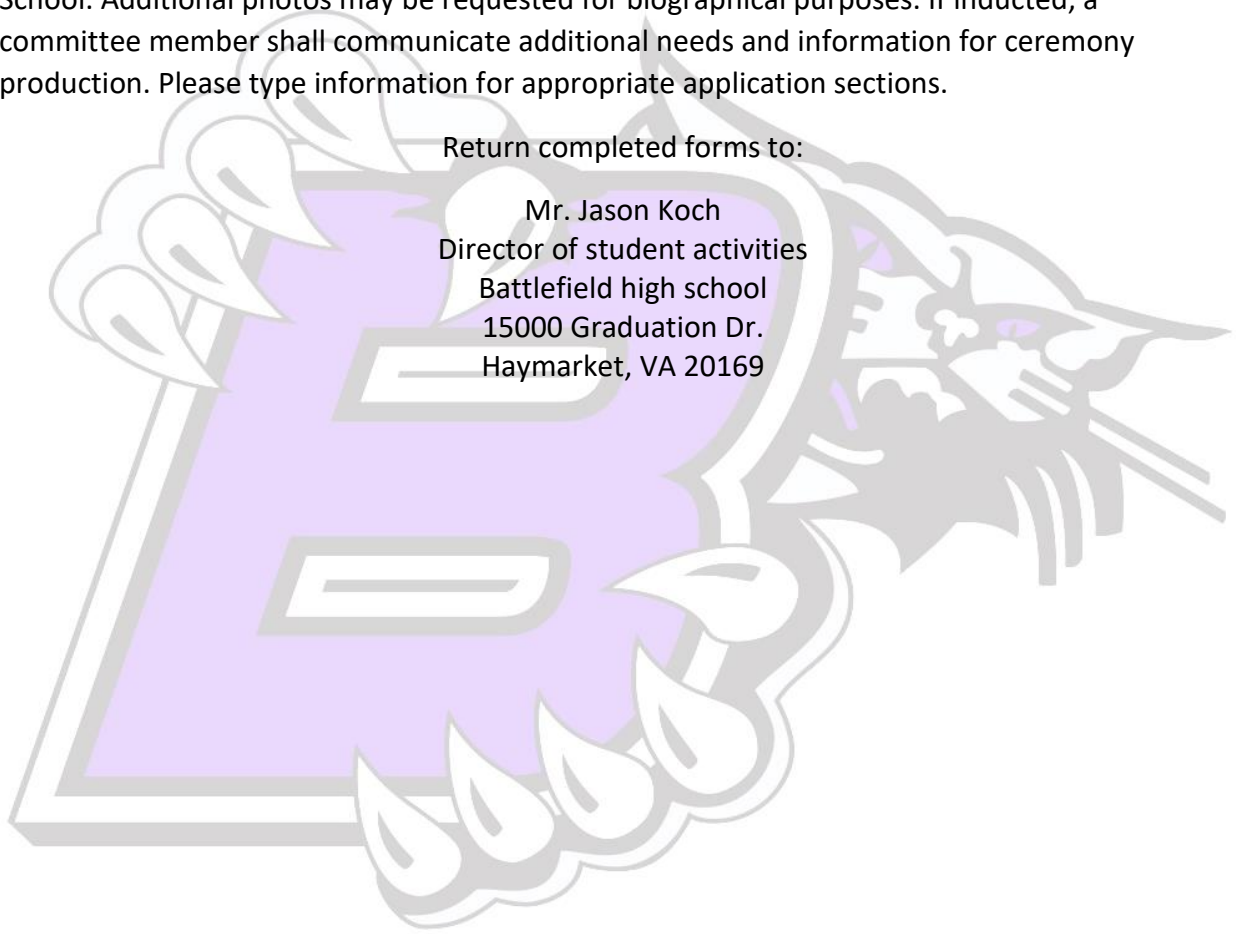 School. Additional photos may be requested for biographical purposes. If inducted, a
committee member shall communicate additional needs and information for ceremony
production. Please type information for appropriate application sections.
Return completed forms to:
Mr. Jason Koch
Director of student activities
Battlefield high school
15000 Graduation Dr.
Haymarket, VA 20169
B